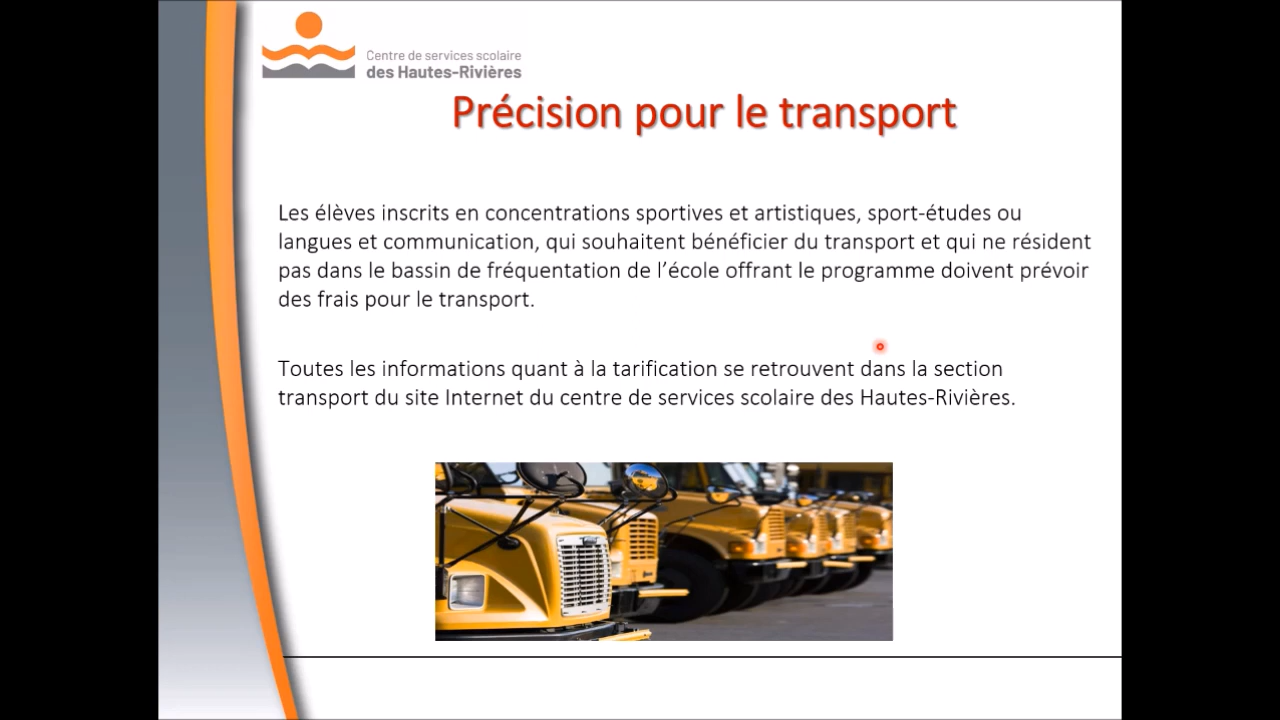 Centre de services scolaire
des Hautes-Rivières
Précision pour le transport
Les élèves inscrits en concentrations sportives et artistiques, sport-études ou
langues et communication, qui souhaitent bénéficier du transport et qui ne résident
pas dans le bassin de fréquentation de l’école offrant le programme doivent prévoir
des frais pour le transport.
Toutes les informations quant à la tarification se retrouvent dans la section
transport du site Internet du centre de services scolaire des Hautes-Rivières.